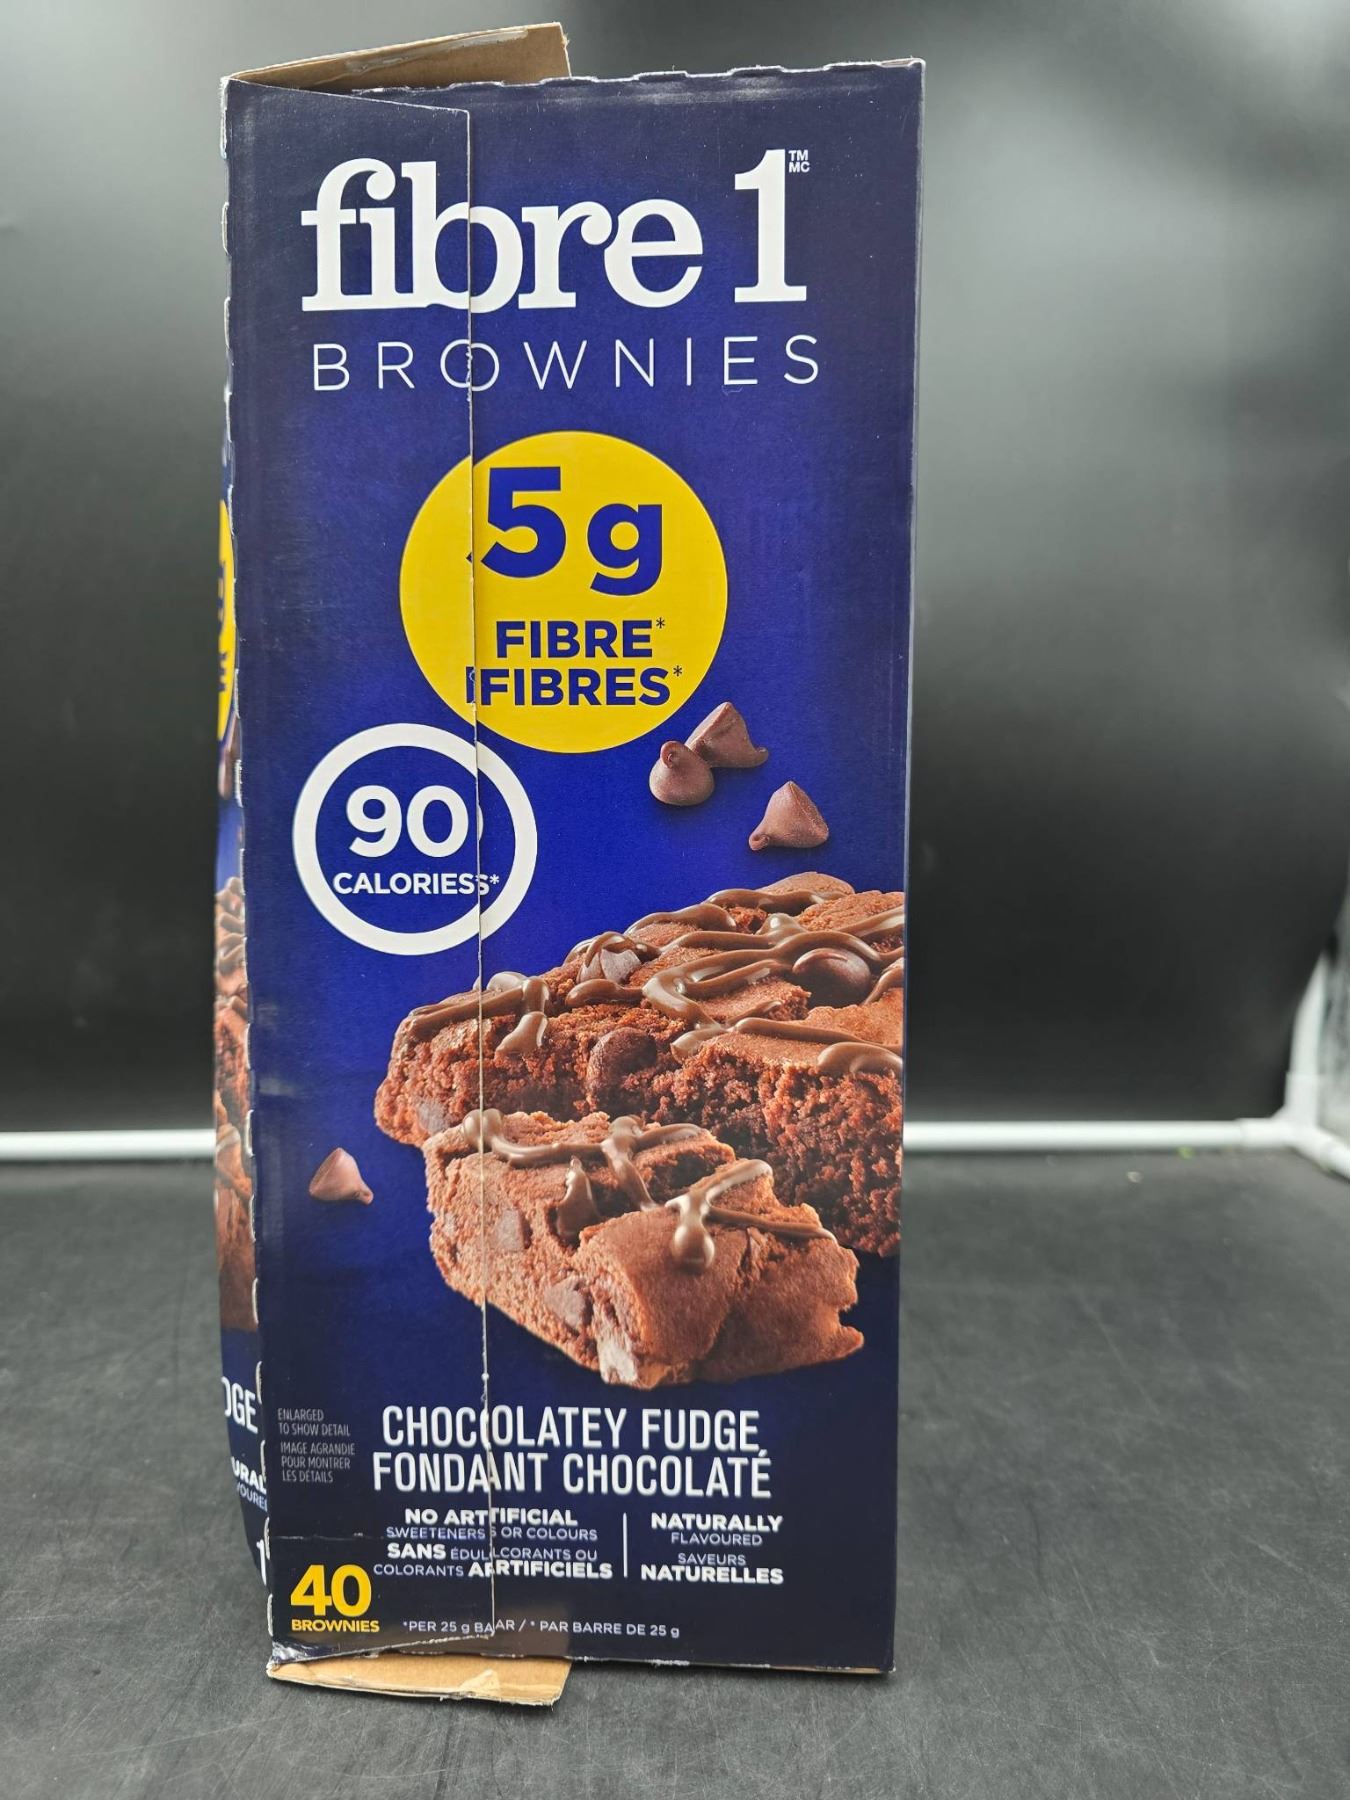 fibre 1 ™ MC
BROWNIES
5 g
FIBRE*
FIBRES*
90
CALORIES*
ENLARGED
TO SHOW DETAIL
IMAGE AGRANDIE
POUR MONTRER
LES DÉTAILS
CHOCOLATEY FUDGE
FONDANT CHOCOLATÉ
NO ARTIFICIAL
SWEETENERS OR COLOURS
SANS ÉDULCORANTS OU
COLORANTS ARTIFICIELS
NATURALLY
FLAVOURED
SAVEURS
NATURELLES
40
BROWNIES
*PER 25 g BAR / * PAR BARRE DE 25 g